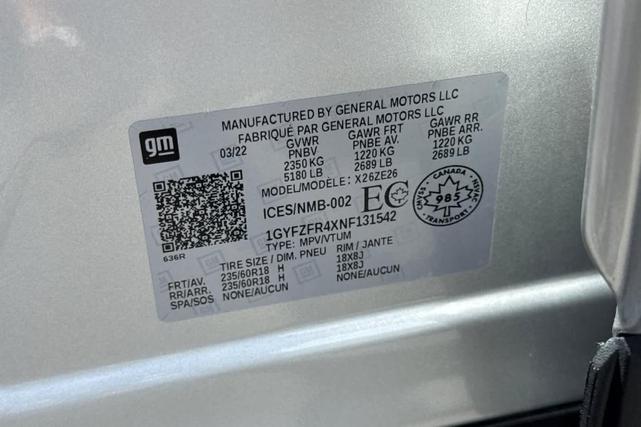 MANUFACTURED BY GENERAL MOTORS LLC
FABRIQUÉ PAR GENERAL MOTORS LLC
gm
03/22
GVWR GAWR FRT GAWR RR
PNBV PNBE AV. PNBE ARR.
2350 KG 1220 KG 1220 KG
5180 LB 2689 LB 2689 LB
MODEL/MODÈLE: X26ZE26
ICES/NMB-002 EC
CANADA
985
TRANSPORT
1GYFZFR4XNF131542
TYPE: MPV/VTUM
636R
TIRE SIZE / DIM. PNEU RIM / JANTE
FRT/AV. 235/60R18 H 18X8J
RR/ARR. 235/60R18 H 18X8J
SPA/SOS NONE/AUCUN NONE/AUCUN